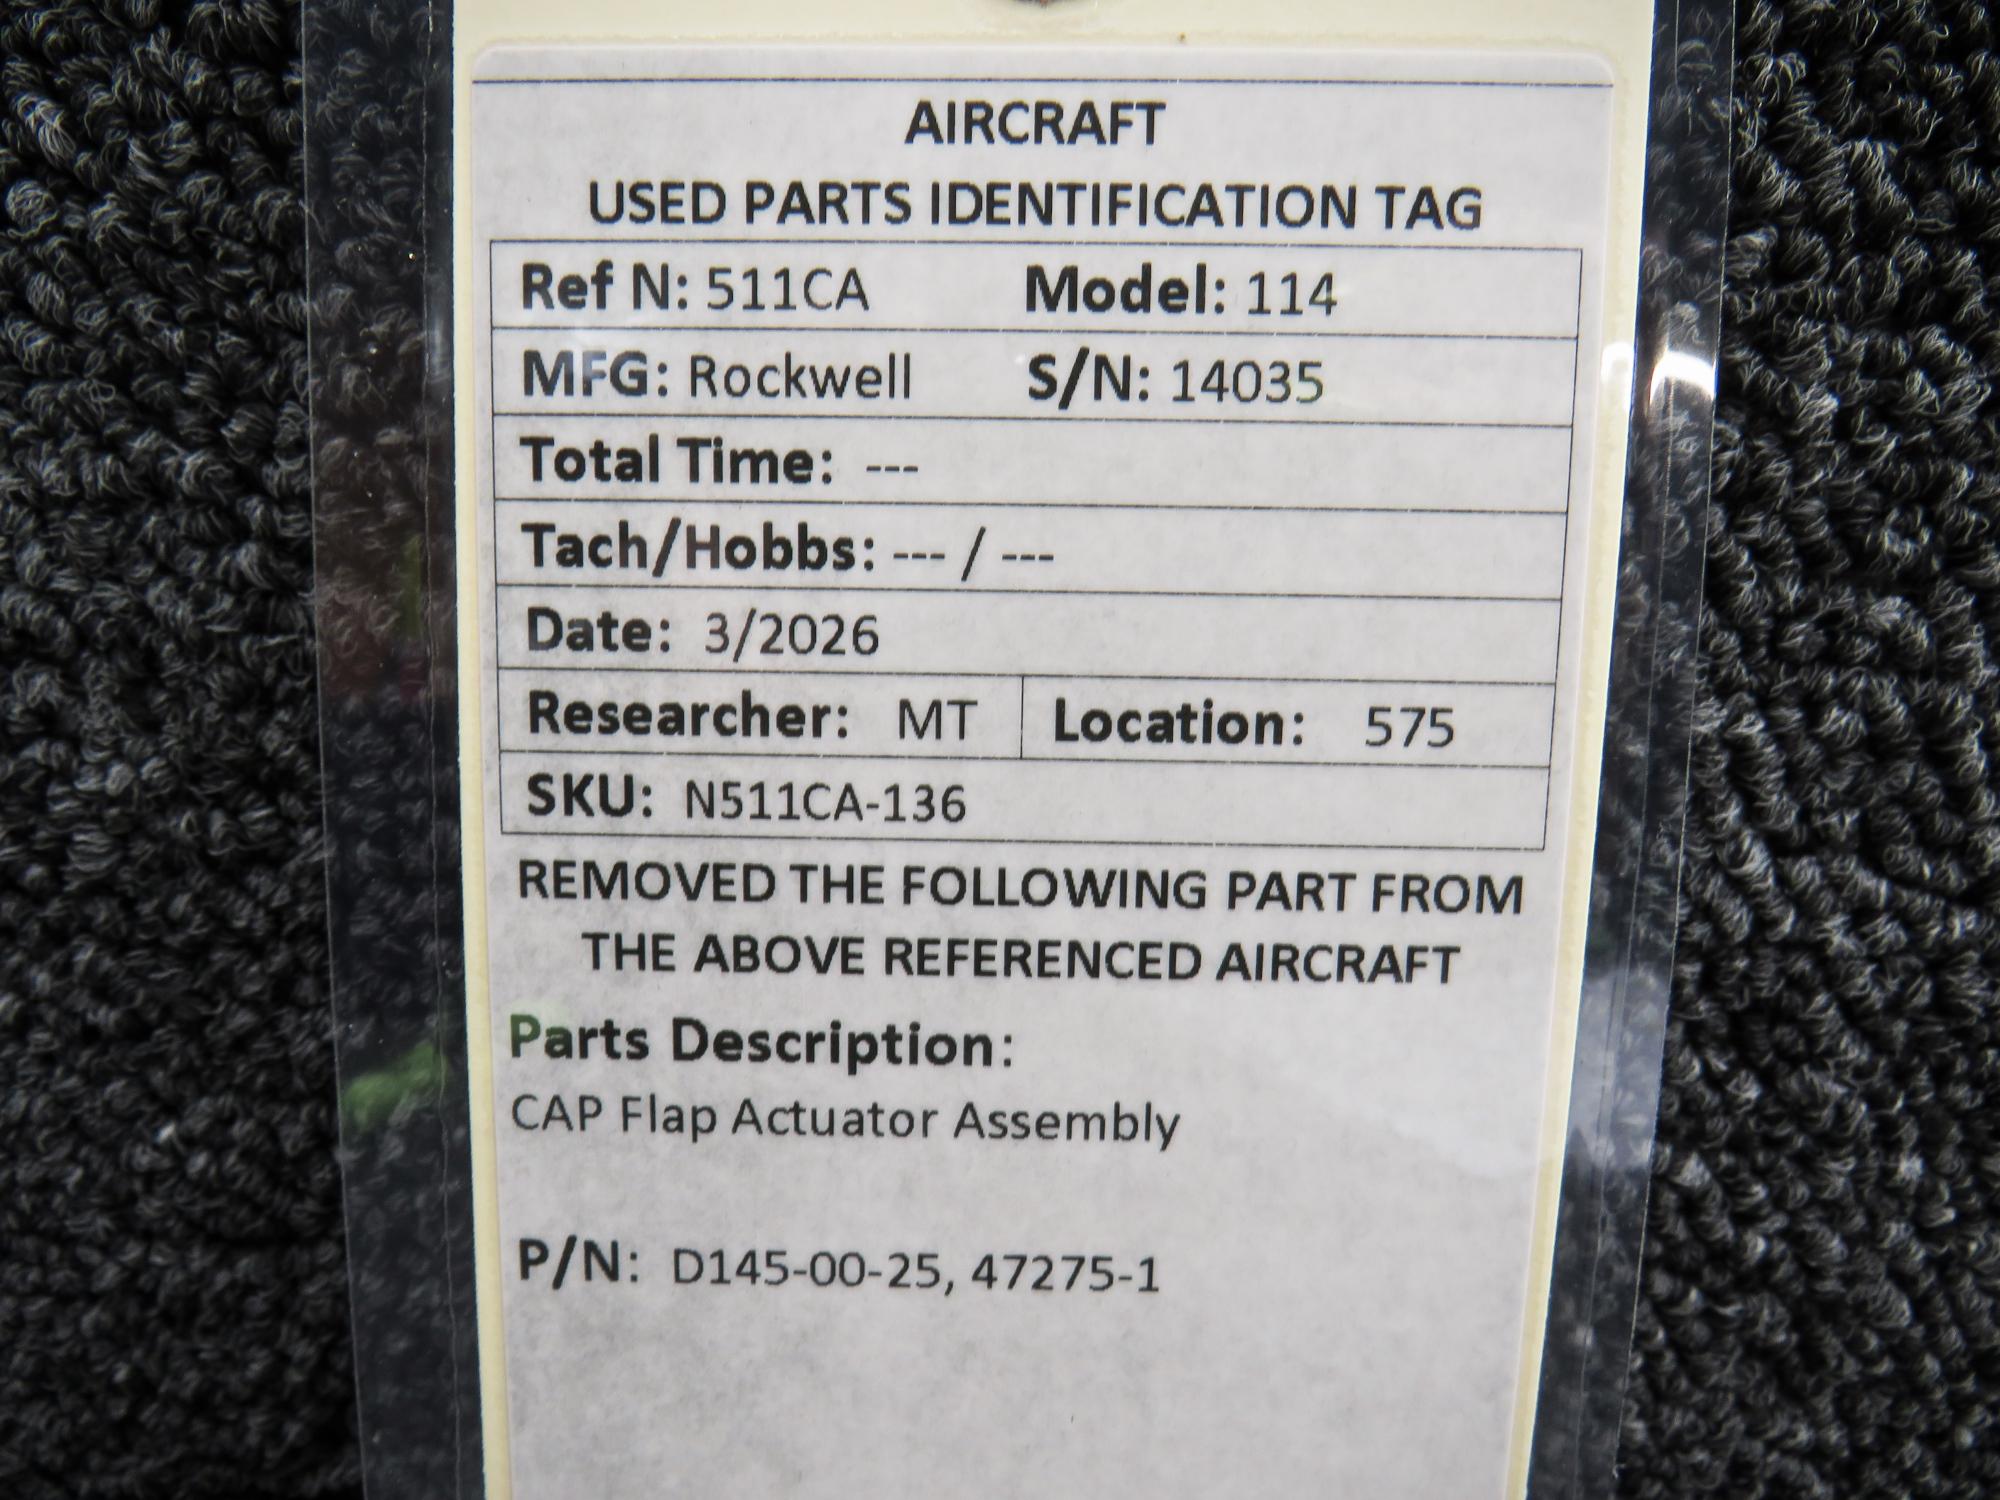 AIRCRAFT
USED PARTS IDENTIFICATION TAG
Ref N: 511CA Model: 114
MFG: Rockwell S/N: 14035
Total Time: ---
Tach/Hobbs: --- / ---
Date: 3/2026
Researcher: MT Location: 575
SKU: N511CA-136
REMOVED THE FOLLOWING PART FROM
THE ABOVE REFERENCED AIRCRAFT
Parts Description:
CAP Flap Actuator Assembly
P/N: D145-00-25, 47275-1